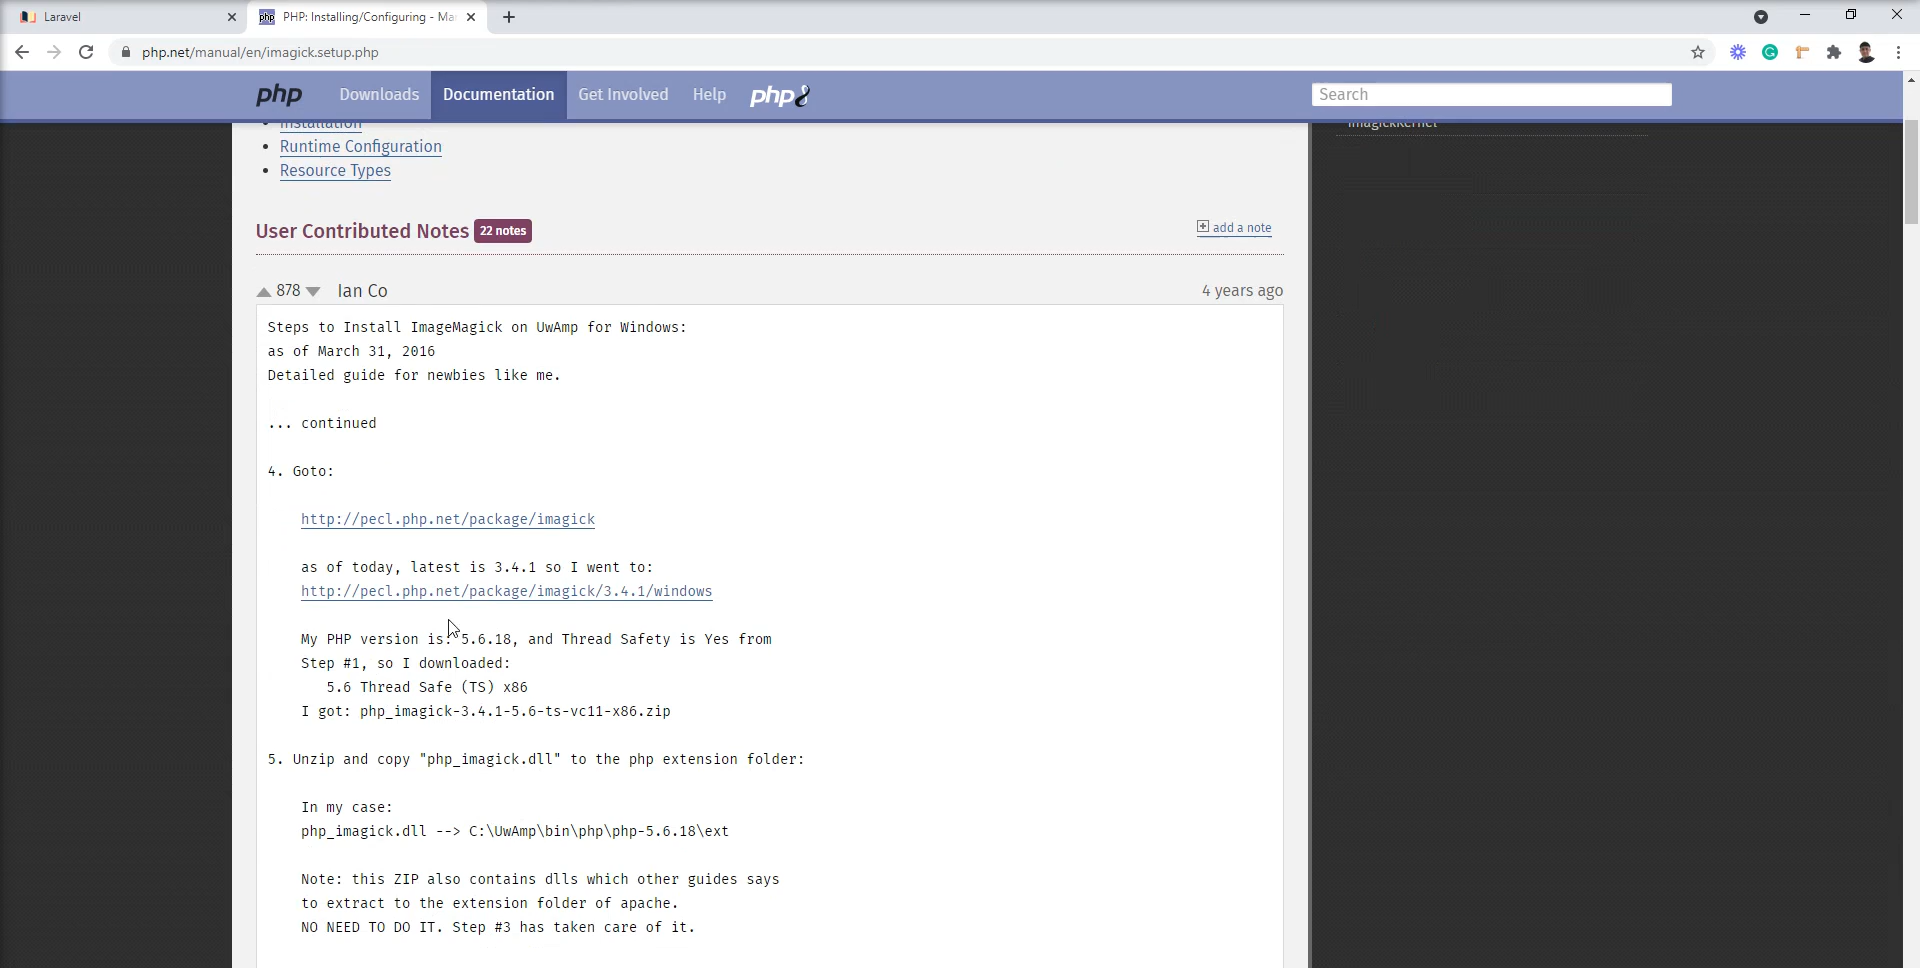 Laravel
php PHP: Installing/Configuring - Ma
php.net/manual/en/imagick.setup.php
php Downloads Documentation Get Involved Help php8 Search
Installation
ImagickKernel
Runtime Configuration
Resource Types
User Contributed Notes 22 notes
add a note
878 Ian Co 4 years ago
Steps to Install ImageMagick on UwAmp for Windows:
as of March 31, 2016
Detailed guide for newbies like me.
... continued
4. Goto:
http://pecl.php.net/package/imagick
as of today, latest is 3.4.1 so I went to:
http://pecl.php.net/package/imagick/3.4.1/windows
My PHP version is: 5.6.18, and Thread Safety is Yes from
Step #1, so I downloaded:
5.6 Thread Safe (TS) x86
I got: php_imagick-3.4.1-5.6-ts-vc11-x86.zip
5. Unzip and copy "php_imagick.dll" to the php extension folder:
In my case:
php_imagick.dll --> C:\UwAmp\bin\php\php-5.6.18\ext
Note: this ZIP also contains dlls which other guides says
to extract to the extension folder of apache.
NO NEED TO DO IT. Step #3 has taken care of it.